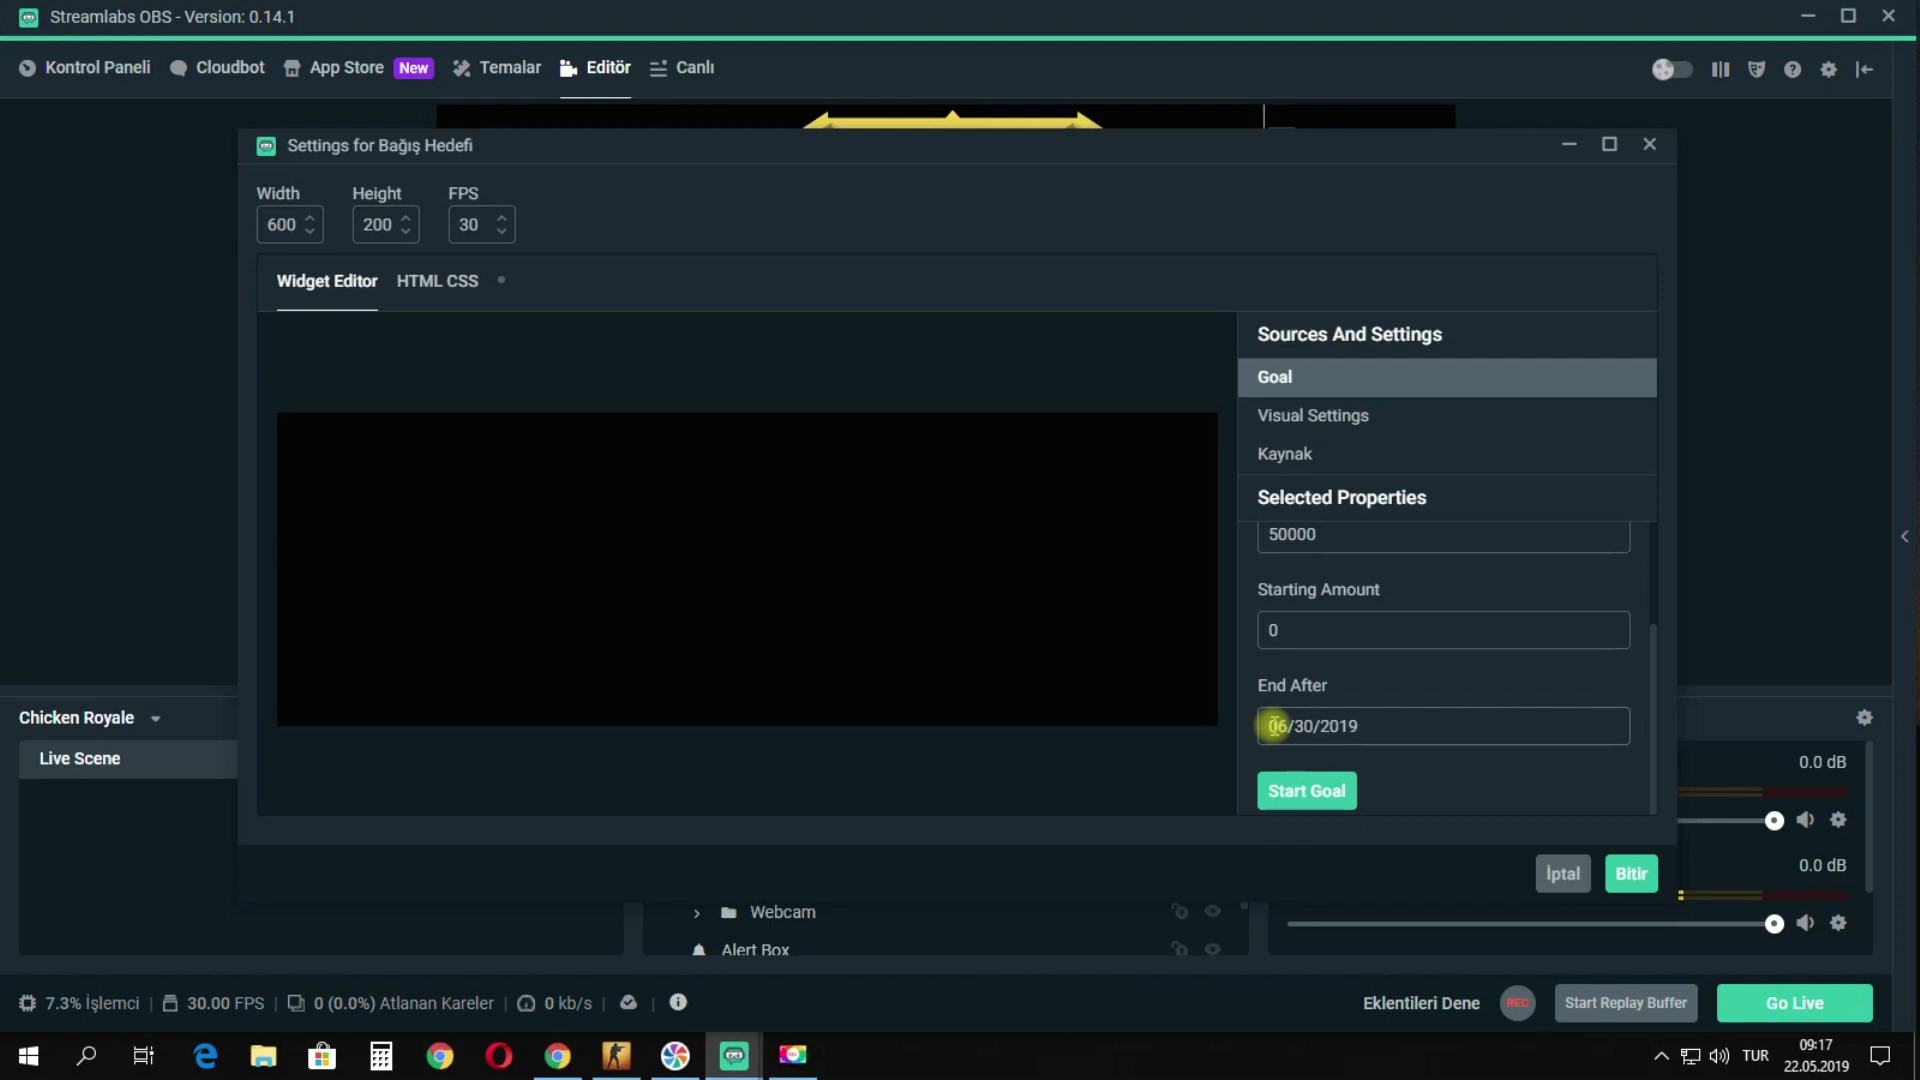 Streamlabs OBS - Version: 0.14.1
Kontrol Paneli
Cloudbot
App Store New
Temalar
Editör
Canlı
Settings for Bağış Hedefi
Width Height FPS
600 200 30
Widget Editor HTML CSS
Sources And Settings
Goal
Visual Settings
Kaynak
Selected Properties
50000
Starting Amount
0
End After
06/30/2019
Start Goal
İptal Bitir
Chicken Royale
Live Scene
Webcam
Alert Box
0.0 dB
0.0 dB
7.3% İşlemci | 30.00 FPS | 0 (0.0%) Atlanan Kareler | 0 kb/s | |
Eklentileri Dene REC Start Replay Buffer Go Live
TUR
09:17
22.05.2019